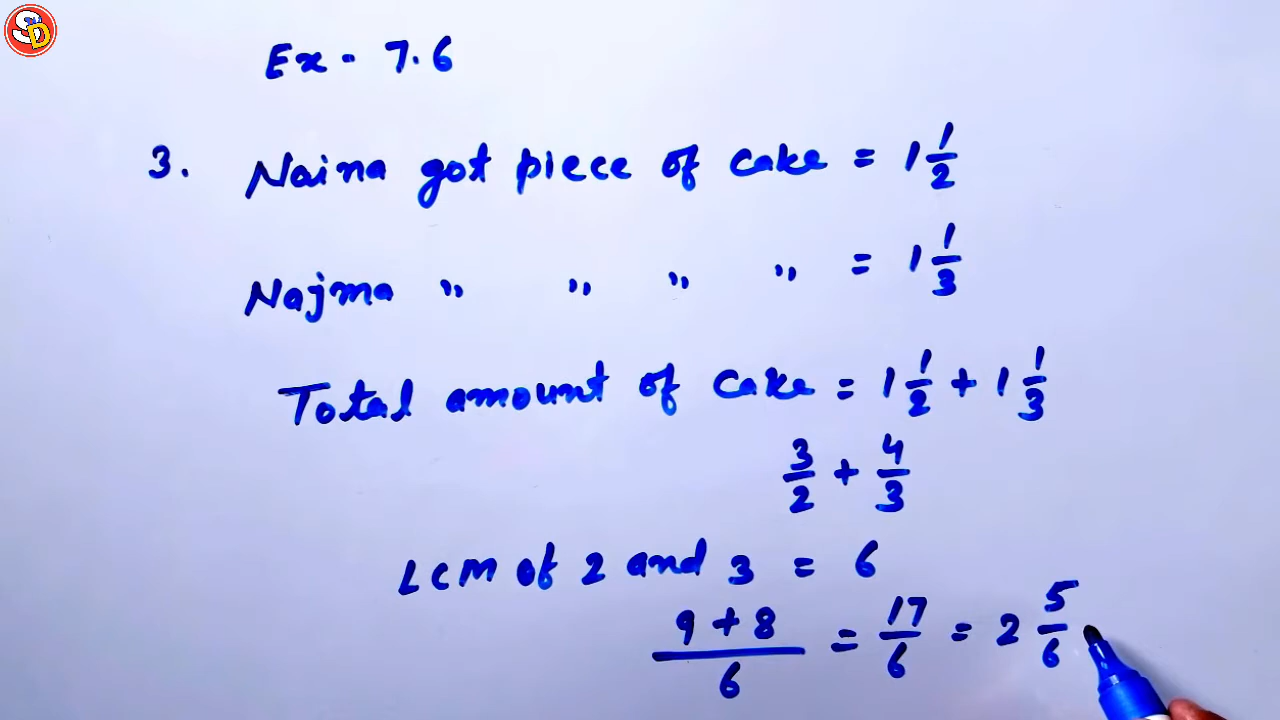 SD
Ex - 7.6
3. Naina got piece of cake = 1 1/2
Najma " " " " = 1 1/3
Total amount of cake = 1 1/2 + 1 1/3
3/2 + 4/3
LCM of 2 and 3 = 6
9 + 8/6 = 17/6 = 2 5/6